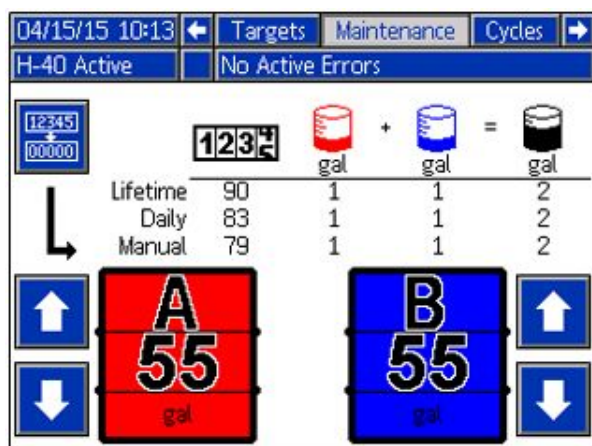 04/15/15 10:13 Targets Maintenance Cycles
H-40 Active No Active Errors
12345
00000
1234
+ =
gal gal gal
Lifetime 90 1 1 2
Daily 83 1 1 2
Manual 79 1 1 2
A B
55 55
gal gal